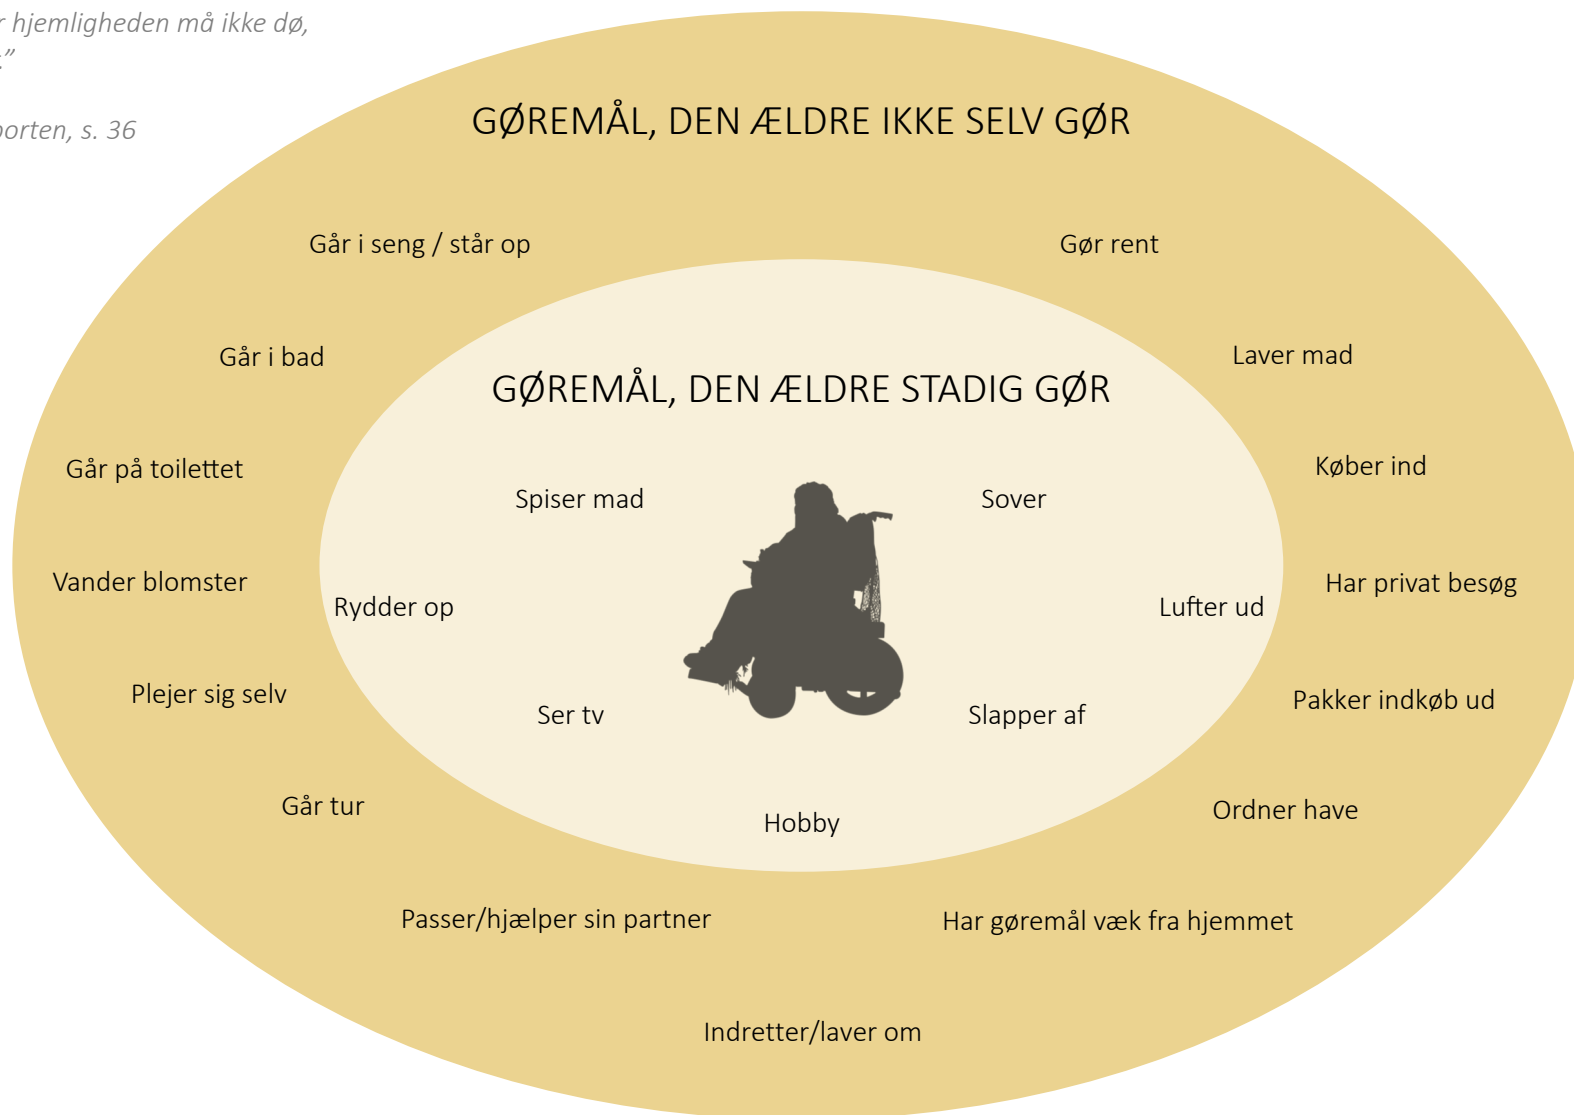 hjemligheden må ikke dø,
s. 36
GØREMÅL, DEN ÆLDRE IKKE SELV GØR
Går i seng / står op
Gør rent
Går i bad
Laver mad
GØREMÅL, DEN ÆLDRE STADIG GØR
Går på toilettet
Køber ind
Spiser mad
Sover
Vander blomster
Har privat besøg
Rydder op
Lufter ud
Plejer sig selv
Pakker indkøb ud
Ser tv
Slapper af
Går tur
Ordner have
Hobby
Passer/hjælper sin partner
Har gøremål væk fra hjemmet
Indretter/laver om